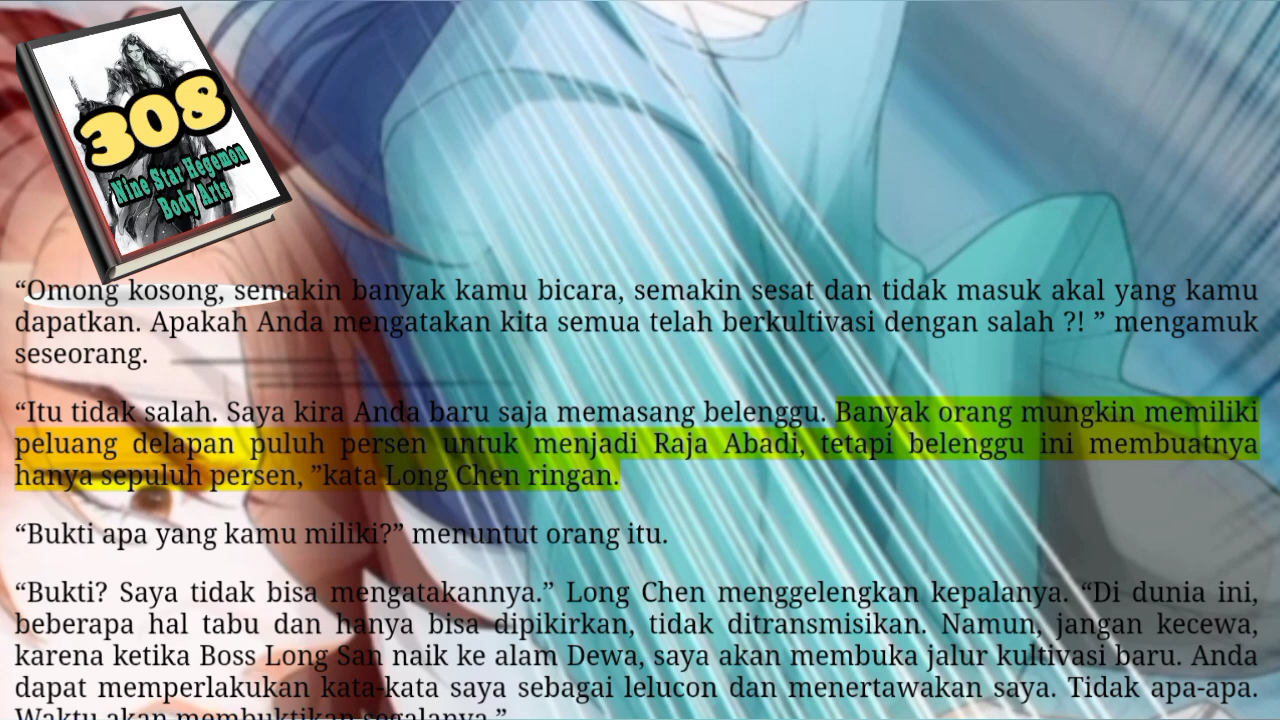 308
Nine Star Hegemon
Body Arts
“Omong kosong, semakin banyak kamu bicara, semakin sesat dan tidak masuk akal yang kamu
dapatkan. Apakah Anda mengatakan kita semua telah berkultivasi dengan salah ?! ” mengamuk
seseorang.
“Itu tidak salah. Saya kira Anda baru saja memasang belenggu. Banyak orang mungkin memiliki
peluang delapan puluh persen untuk menjadi Raja Abadi, tetapi belenggu ini membuatnya
hanya sepuluh persen, ”kata Long Chen ringan.
“Bukti apa yang kamu miliki?” menuntut orang itu.
“Bukti? Saya tidak bisa mengatakannya.” Long Chen menggelengkan kepalanya. “Di dunia ini,
beberapa hal tabu dan hanya bisa dipikirkan, tidak ditransmisikan. Namun, jangan kecewa,
karena ketika Boss Long San naik ke alam Dewa, saya akan membuka jalur kultivasi baru. Anda
dapat memperlakukan kata-kata saya sebagai lelucon dan menertawakan saya. Tidak apa-apa.
Waktu akan membuktikan segalanya.”